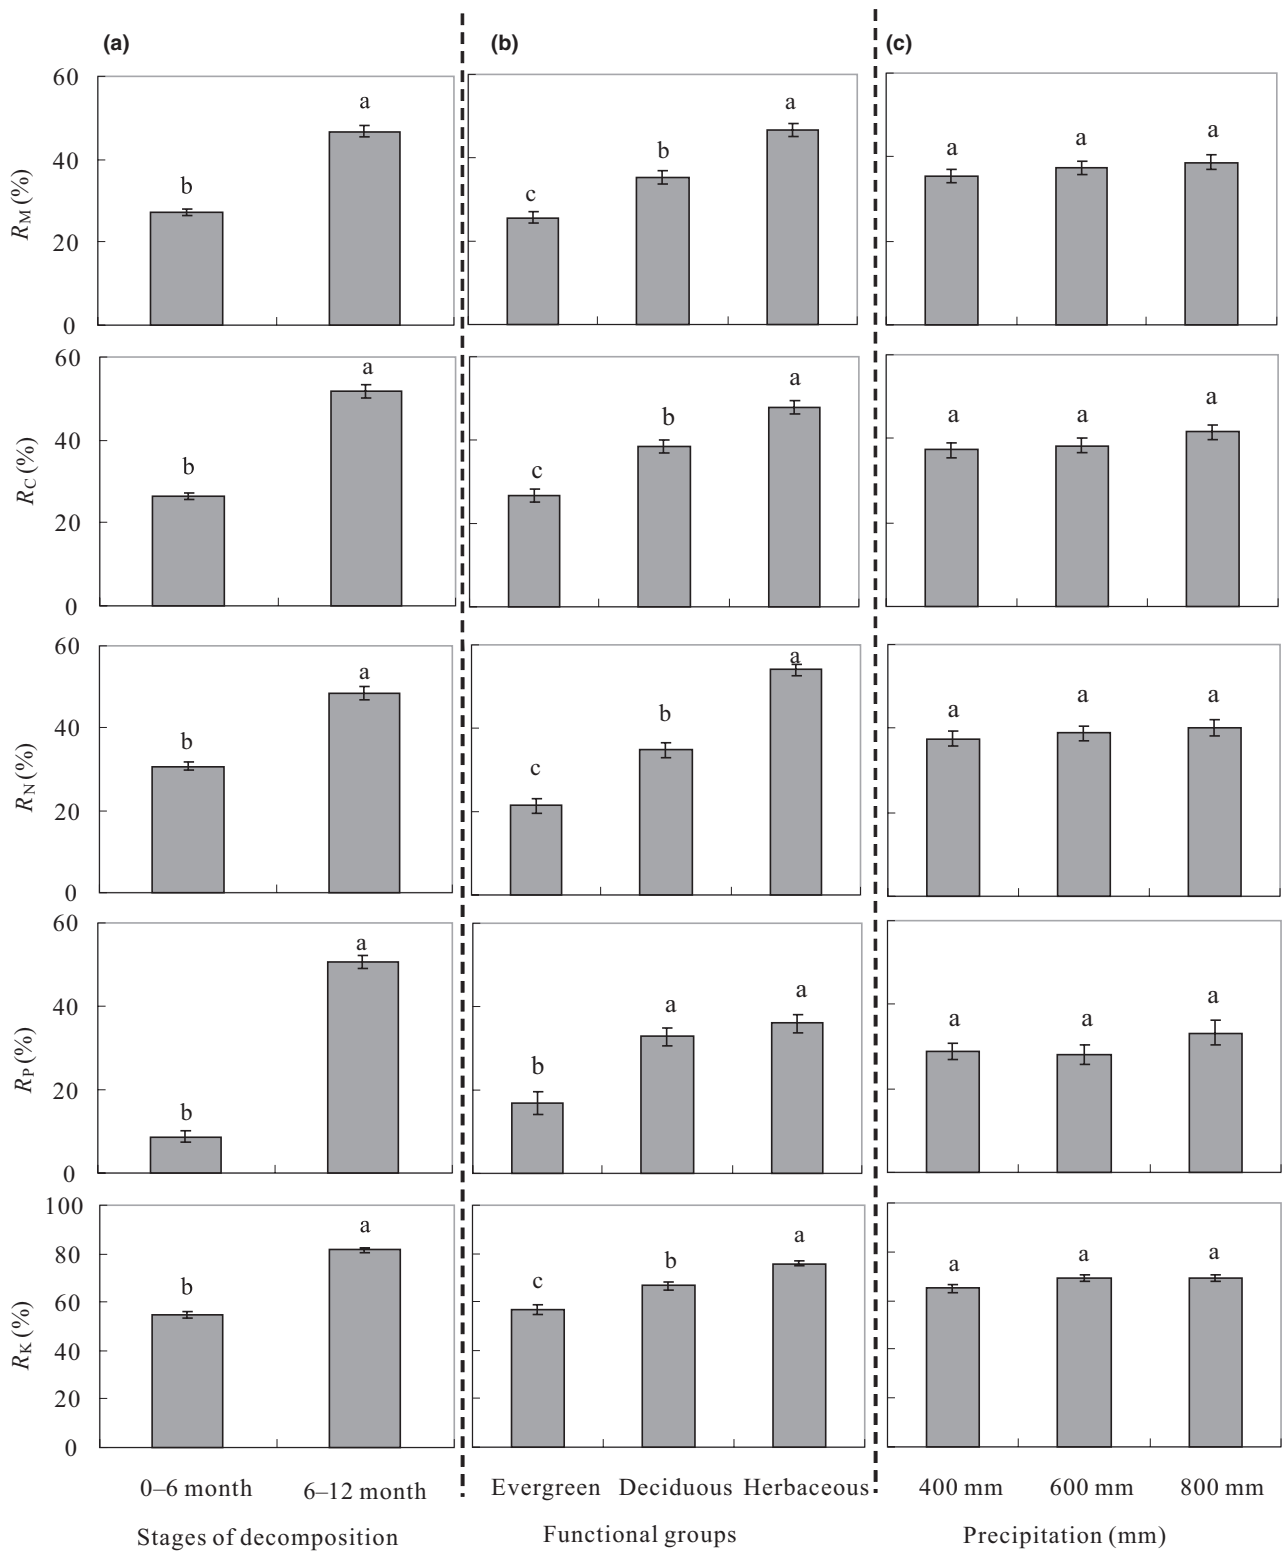 (a) (b) (c)
60
40
20
0
R_M (%)
b a
c b a
a a a
60
40
20
0
R_C (%)
b a
c b a
a a a
60
40
20
0
R_N (%)
b a
c b a
a a a
60
40
20
0
R_P (%)
b a
b a a
a a a
100
80
60
40
20
0
R_K (%)
b a
c b a
a a a
0–6 month 6–12 month Evergreen Deciduous Herbaceous 400 mm 600 mm 800 mm
Stages of decomposition Functional groups Precipitation (mm)